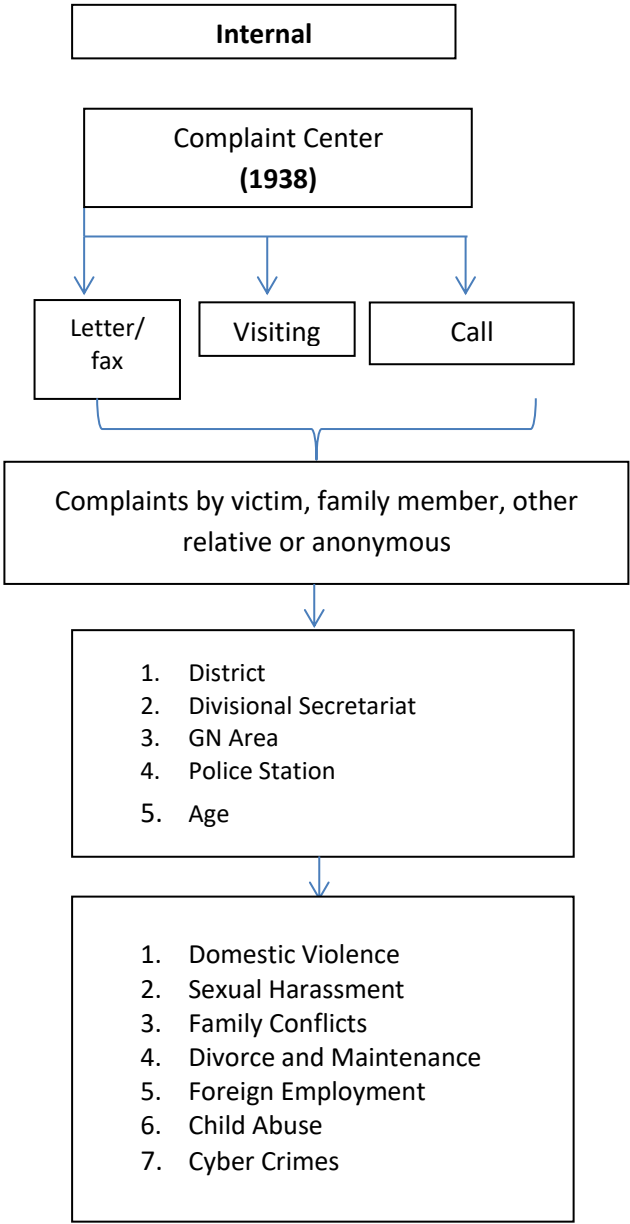 Internal
Complaint Center
(1938)
Letter/
fax
Visiting
Call
Complaints by victim, family member, other
relative or anonymous
1. District
2. Divisional Secretariat
3. GN Area
4. Police Station
5. Age
1. Domestic Violence
2. Sexual Harassment
3. Family Conflicts
4. Divorce and Maintenance
5. Foreign Employment
6. Child Abuse
7. Cyber Crimes